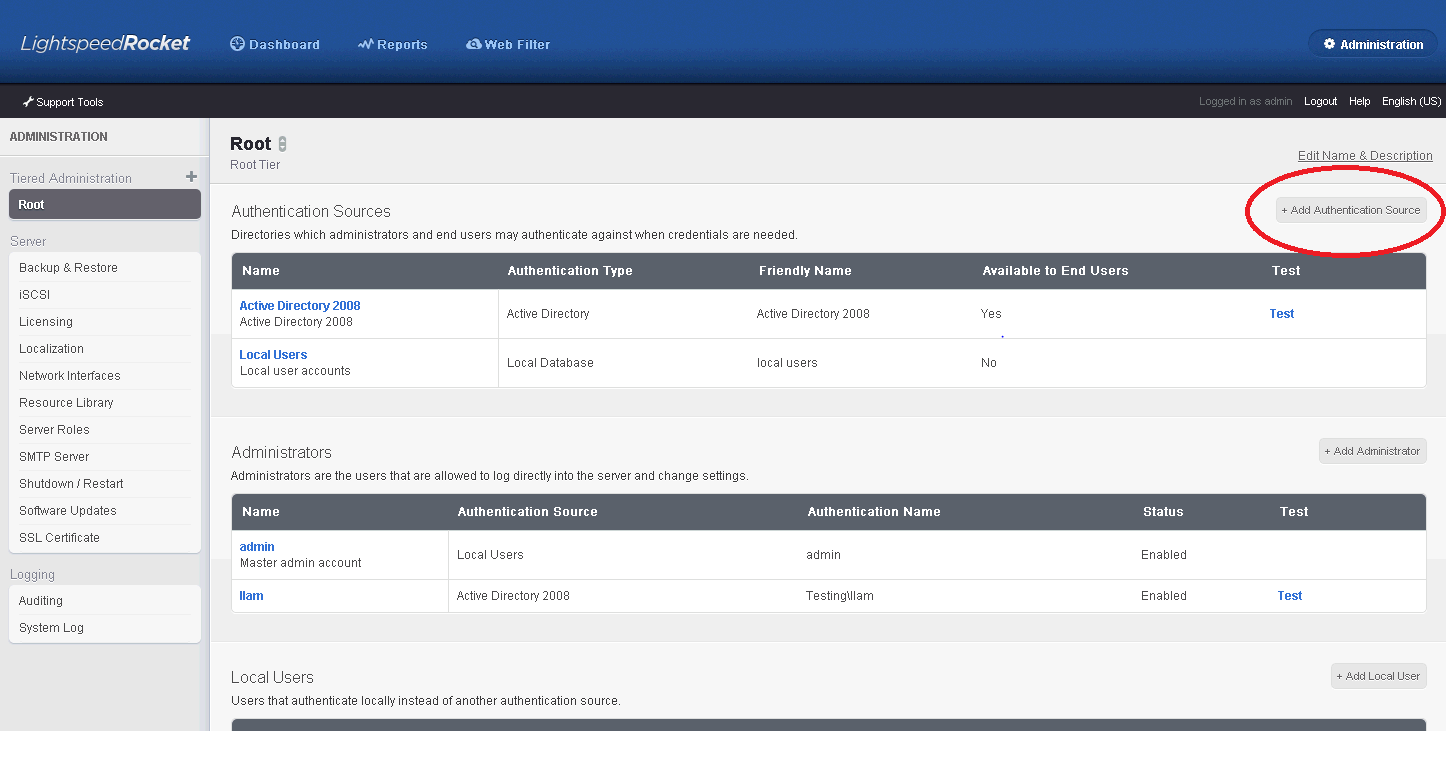 LightspeedRocket Dashboard Reports Web Filter Administration
Support Tools Logged in as admin Logout Help English (US)
ADMINISTRATION
Tiered Administration +
Root
Server
Backup & Restore
iSCSI
Licensing
Localization
Network Interfaces
Resource Library
Server Roles
SMTP Server
Shutdown / Restart
Software Updates
SSL Certificate
Logging
Auditing
System Log
Root
Root Tier
Edit Name & Description
Authentication Sources
+ Add Authentication Source
Directories which administrators and end users may authenticate against when credentials are needed.
Name Authentication Type Friendly Name Available to End Users Test
Active Directory 2008
Active Directory 2008 Active Directory Active Directory 2008 Yes Test
Local Users
Local user accounts Local Database local users No
Administrators
+ Add Administrator
Administrators are the users that are allowed to log directly into the server and change settings.
Name Authentication Source Authentication Name Status Test
admin
Master admin account Local Users admin Enabled
llam Active Directory 2008 Testing\llam Enabled Test
Local Users
+ Add Local User
Users that authenticate locally instead of another authentication source.